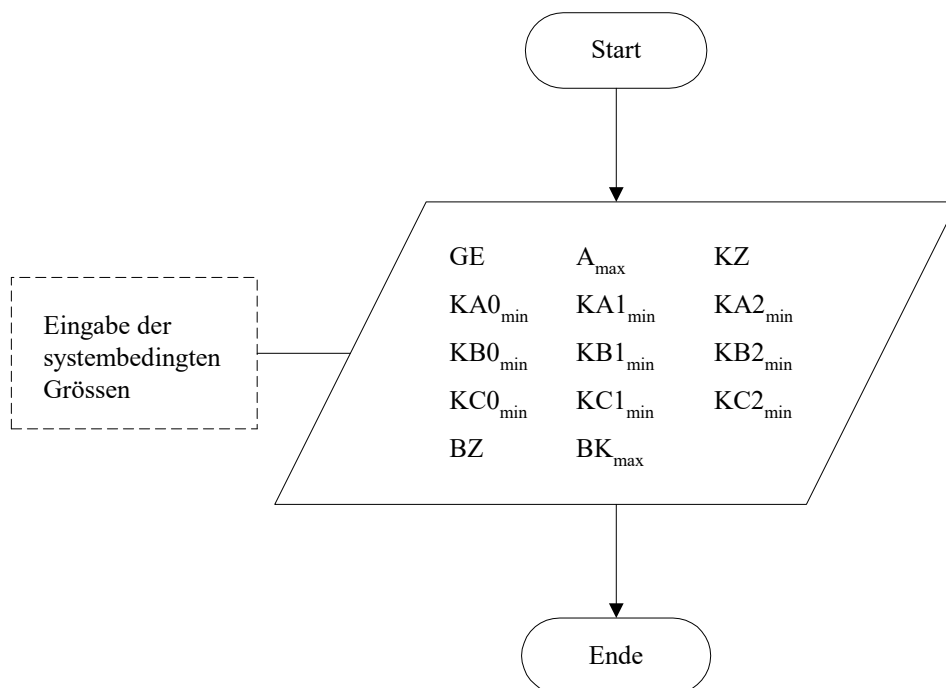 Start
GE A_max KZ
KA0_min KA1_min KA2_min
Eingabe der
systembedingten
Grössen
KB0_min KB1_min KB2_min
KC0_min KC1_min KC2_min
BZ BK_max
Ende